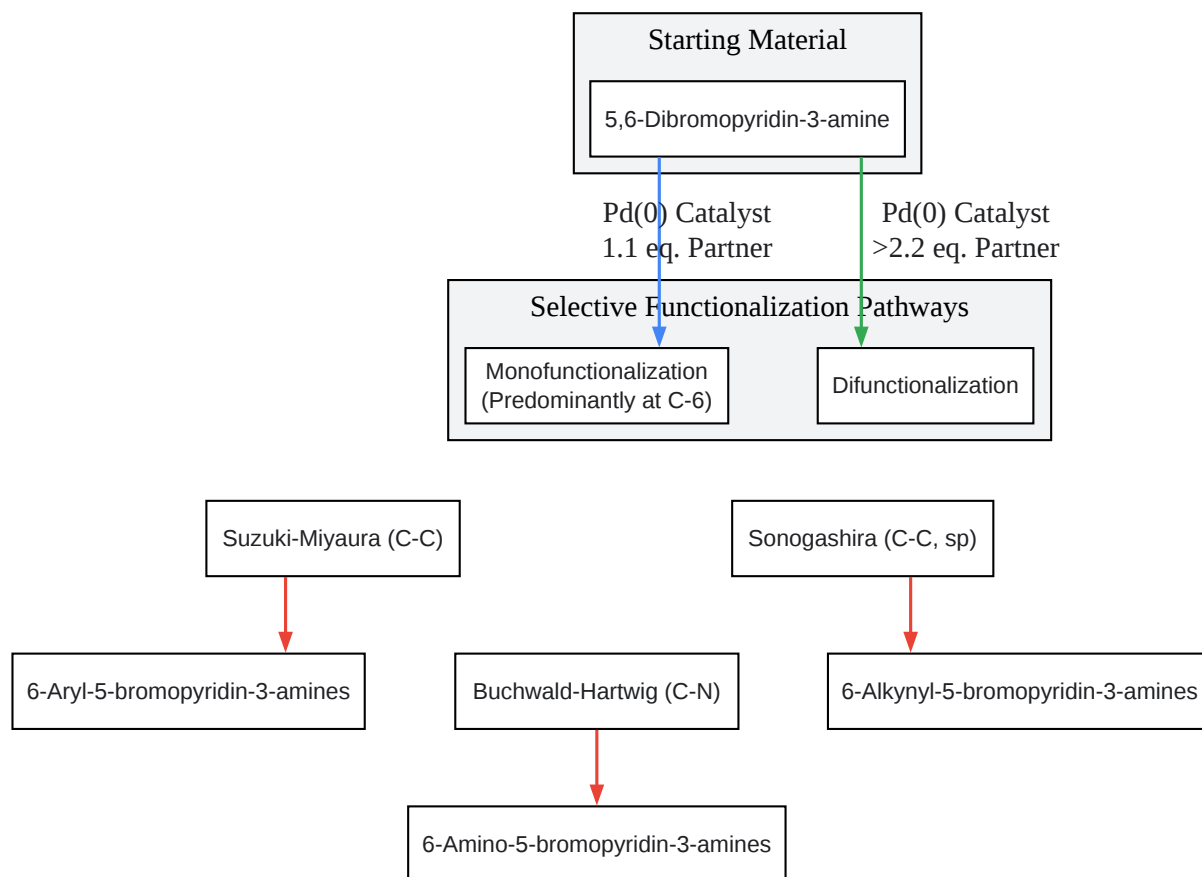 Starting Material
5,6-Dibromopyridin-3-amine
Pd(0) Catalyst
1.1 eq. Partner
Pd(0) Catalyst
>2.2 eq. Partner
Selective Functionalization Pathways
Monofunctionalization
(Predominantly at C-6)
Difunctionalization
Suzuki-Miyaura (C-C)
Sonogashira (C-C, sp)
6-Aryl-5-bromopyridin-3-amines
Buchwald-Hartwig (C-N)
6-Alkynyl-5-bromopyridin-3-amines
6-Amino-5-bromopyridin-3-amines